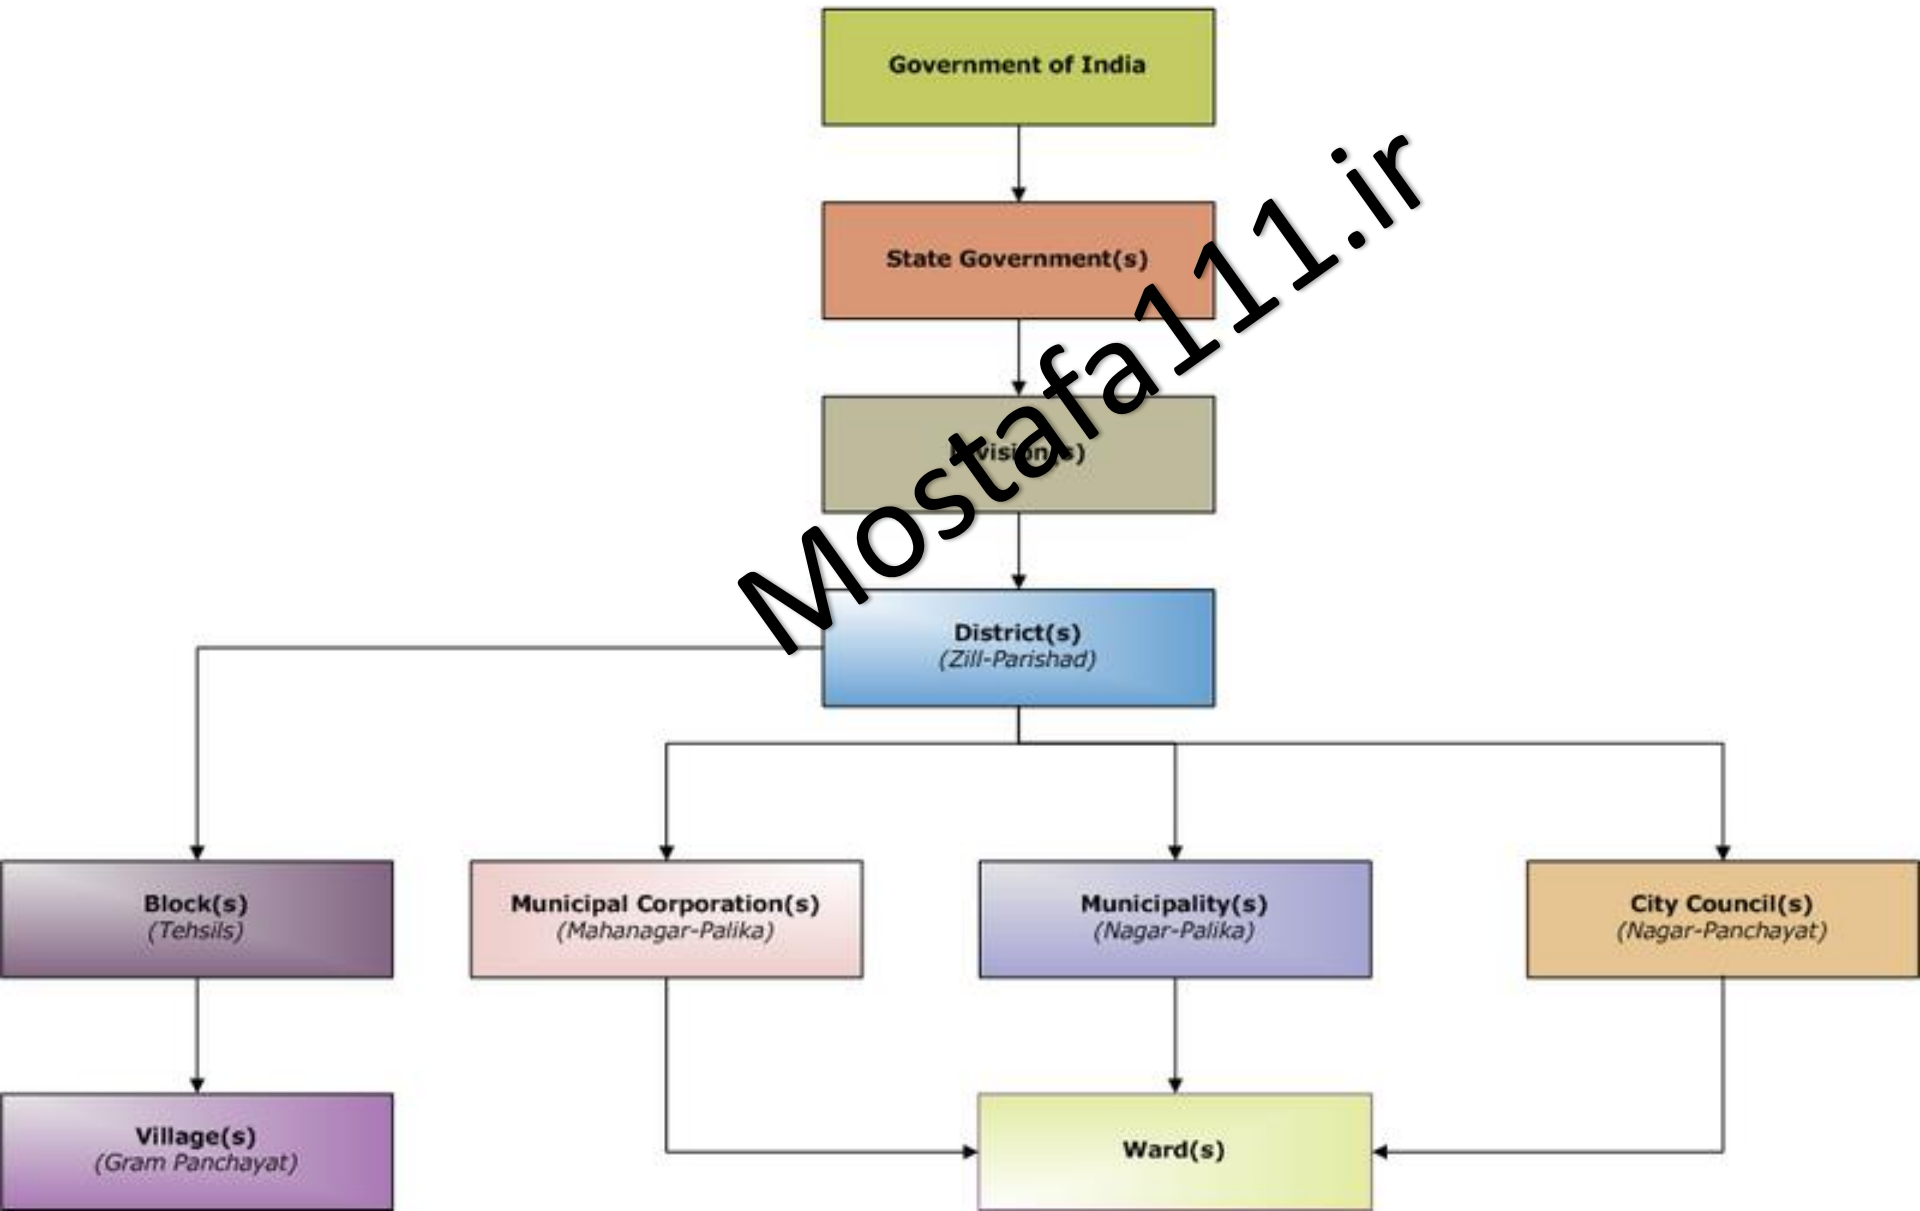 Government of India
State Government(s)
Mostafa111.ir
District(s)
(Zill-Parishad)
Block(s)
(Tehsils)
Municipal Corporation(s)
(Mahanagar-Palika)
Municipality(s)
(Nagar-Palika)
City Council(s)
(Nagar-Panchayat)
Village(s)
(Gram Panchayat)
Ward(s)